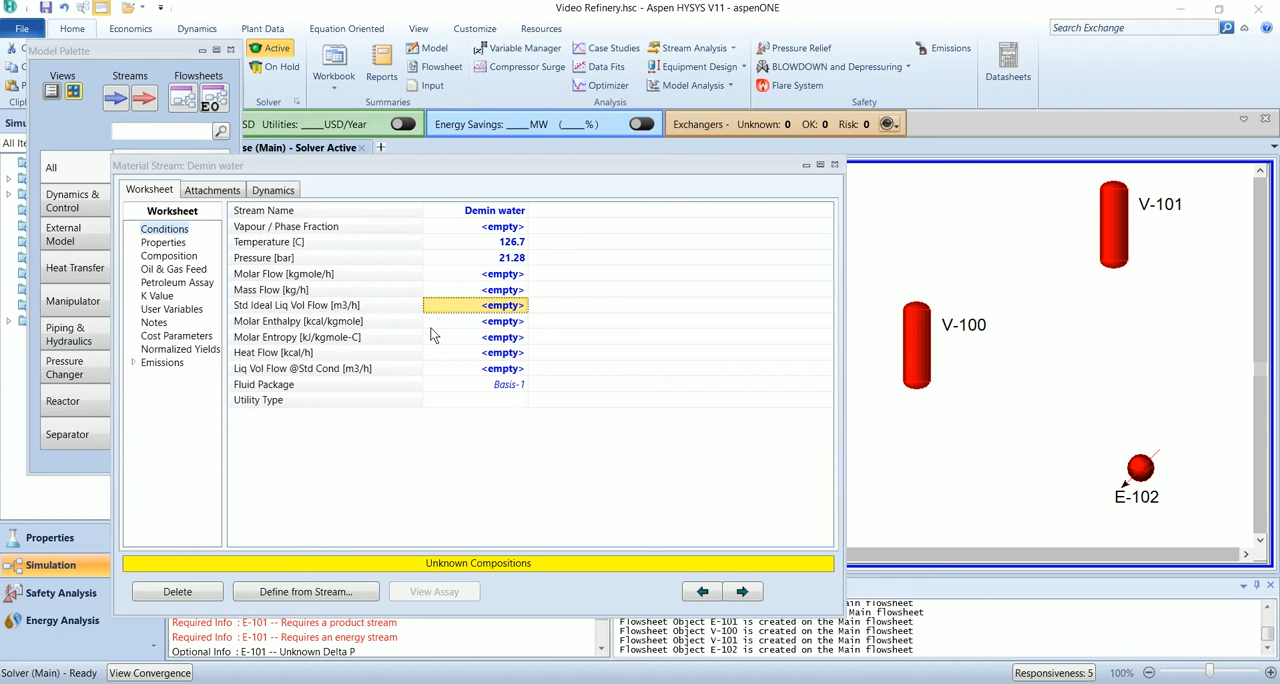 Video Refinery.hsc - Aspen HYSYS V11 - aspenONE
File Home Economics Dynamics Plant Data Equation Oriented View Customize Resources
Search Exchange
Model Palette
Views Streams Flowsheets
EO
All
Dynamics &
Control
External
Model
Heat Transfer
Manipulator
Piping &
Hydraulics
Pressure
Changer
Reactor
Separator
Active
On Hold
Solver
Workbook
Reports
Model
Flowsheet
Input
Summaries
Variable Manager
Compressor Surge
Case Studies
Data Fits
Optimizer
Stream Analysis
Equipment Design
Model Analysis
Analysis
Pressure Relief
BLOWDOWN and Depressuring
Flare System
Safety
Emissions
Datasheets
SD Utilities: ____USD/Year
Energy Savings: ____MW (____%)
Exchangers - Unknown: 0 OK: 0 Risk: 0
se (Main) - Solver Active
Material Stream: Demin water
Worksheet Attachments Dynamics
Worksheet
Conditions
Properties
Composition
Oil & Gas Feed
Petroleum Assay
K Value
User Variables
Notes
Cost Parameters
Normalized Yields
Emissions
Stream Name Demin water
Vapour / Phase Fraction <empty>
Temperature [C] 126.7
Pressure [bar] 21.28
Molar Flow [kgmole/h] <empty>
Mass Flow [kg/h] <empty>
Std Ideal Liq Vol Flow [m3/h] <empty>
Molar Enthalpy [kcal/kgmole] <empty>
Molar Entropy [kJ/kgmole-C] <empty>
Heat Flow [kcal/h] <empty>
Liq Vol Flow @Std Cond [m3/h] <empty>
Fluid Package Basis-1
Utility Type
Unknown Compositions
Delete Define from Stream... View Assay
V-101
V-100
E-102
Properties
Simulation
Safety Analysis
Energy Analysis
Required Info : E-101 -- Requires a product stream
Required Info : E-101 -- Requires an energy stream
Optional Info : E-101 -- Unknown Delta P
ain flowsheet
Main flowsheet
Flowsheet Object E-101 is created on the Main flowsheet
Flowsheet Object V-100 is created on the Main flowsheet
Flowsheet Object V-101 is created on the Main flowsheet
Flowsheet Object E-102 is created on the Main flowsheet
Solver (Main) - Ready View Convergence
Responsiveness: 5 100%